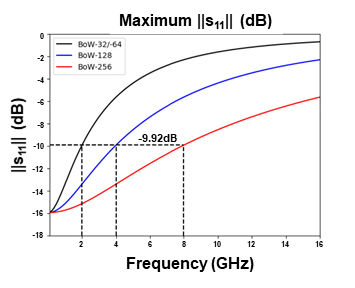 Maximum ||s11|| (dB)
0
BoW-32/-64
BoW-128
BoW-256
-2
-4
-6
-8
-9.92dB
-10
-12
-14
-16
-18
||s11|| (dB)
2 4 6 8 10 12 14 16
Frequency (GHz)